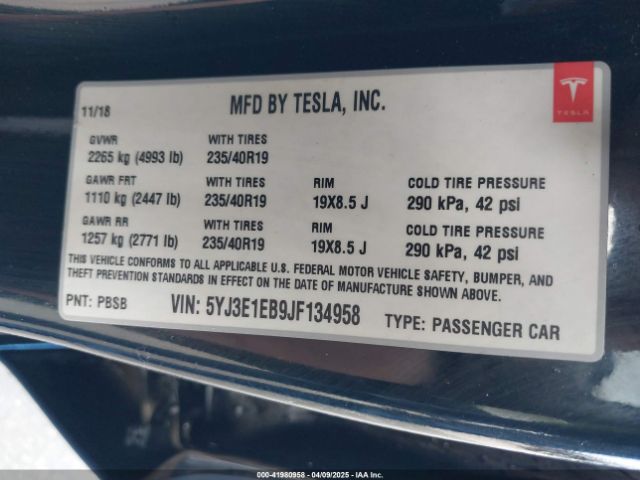 11/18 MFD BY TESLA, INC. TESLA
GVWR WITH TIRES
2265 kg (4993 lb) 235/40R19
GAWR FRT WITH TIRES RIM COLD TIRE PRESSURE
1110 kg (2447 lb) 235/40R19 19X8.5 J 290 kPa, 42 psi
GAWR RR WITH TIRES RIM COLD TIRE PRESSURE
1257 kg (2771 lb) 235/40R19 19X8.5 J 290 kPa, 42 psi
THIS VEHICLE CONFORMS TO ALL APPLICABLE U.S. FEDERAL MOTOR VEHICLE SAFETY, BUMPER, AND
THEFT PREVENTION STANDARDS IN EFFECT ON THE DATE OF MANUFACTURE SHOWN ABOVE.
PNT: PBSB VIN: 5YJ3E1EB9JF134958 TYPE: PASSENGER CAR
000-41980958 - 04/09/2025 - IAAI.COM